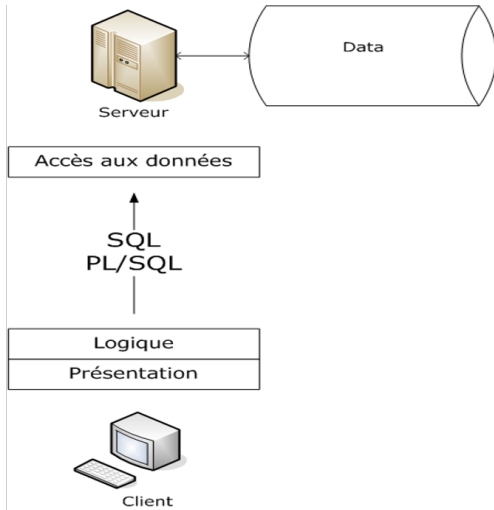 Data
Serveur
Accès aux données
SQL
PL/SQL
Logique
Présentation
Client